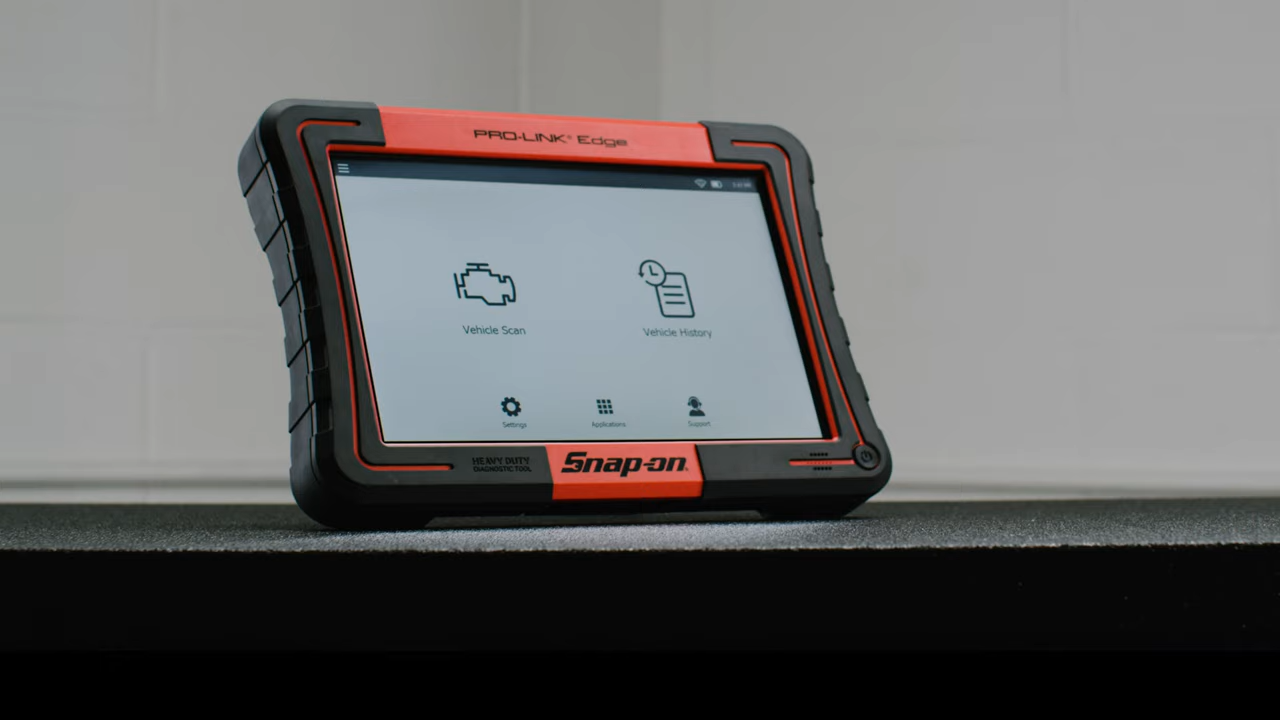 PRO-LINK® Edge
Vehicle Scan
Vehicle History
Settings
Applications
Support
HEAVY DUTY
DIAGNOSTIC TOOL
Snap-on